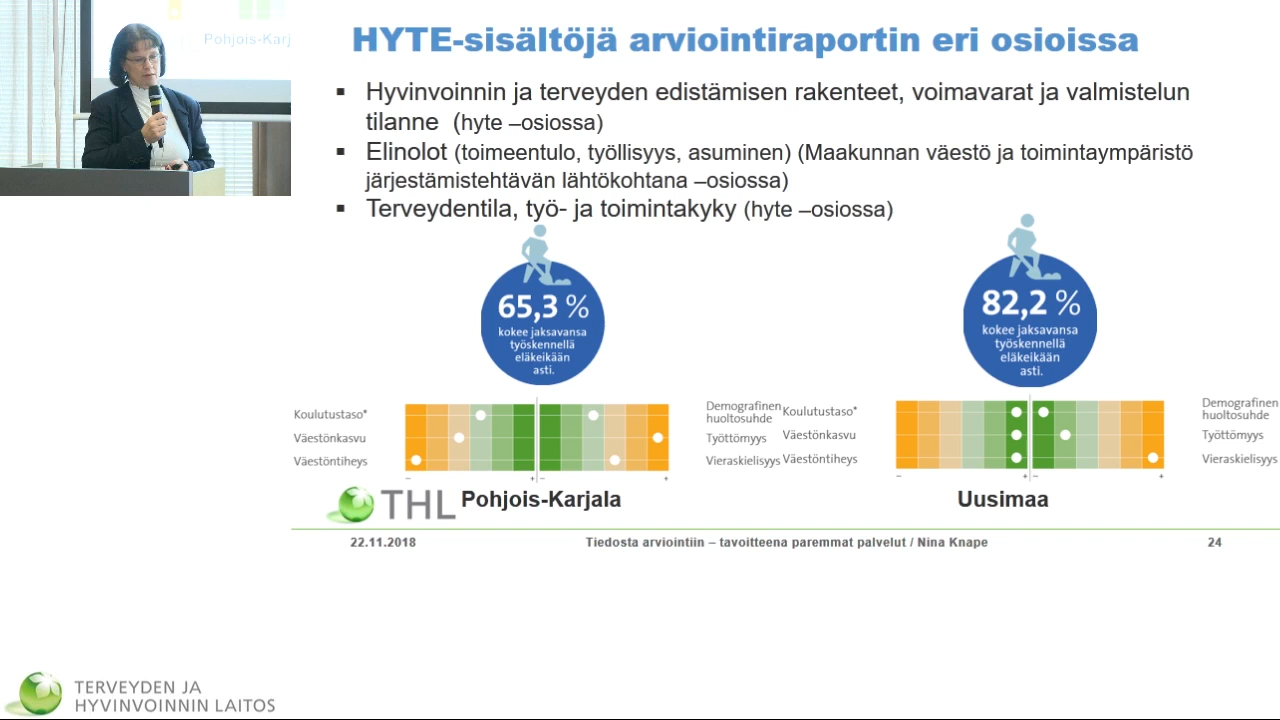 Pohjois-Karj
HYTE-sisältöjä arviointiraportin eri osioissa
▪ Hyvinvoinnin ja terveyden edistämisen rakenteet, voimavarat ja valmistelun
tilanne (hyte –osiossa)
▪ Elinolot (toimeentulo, työllisyys, asuminen) (Maakunnan väestö ja toimintaympäristö
järjestämistehtävän lähtökohtana –osiossa)
▪ Terveydentila, työ- ja toimintakyky (hyte –osiossa)
65,3 %
kokee jaksavansa
työskennellä
eläkeikään
asti.
82,2 %
kokee jaksavansa
työskennellä
eläkeikään
asti.
Koulutustaso*
Väestönkasvu
Väestöntiheys
– + – +
Demografinen
huoltosuhde
Työttömyys
Vieraskielisyys
Koulutustaso*
Väestönkasvu
Väestöntiheys
– + – +
Demografinen
huoltosuhde
Työttömyys
Vieraskielisyys
THL
Pohjois-Karjala
Uusimaa
22.11.2018
Tiedosta arviointiin – tavoitteena paremmat palvelut / Nina Knape
24
TERVEYDEN JA
HYVINVOINNIN LAITOS